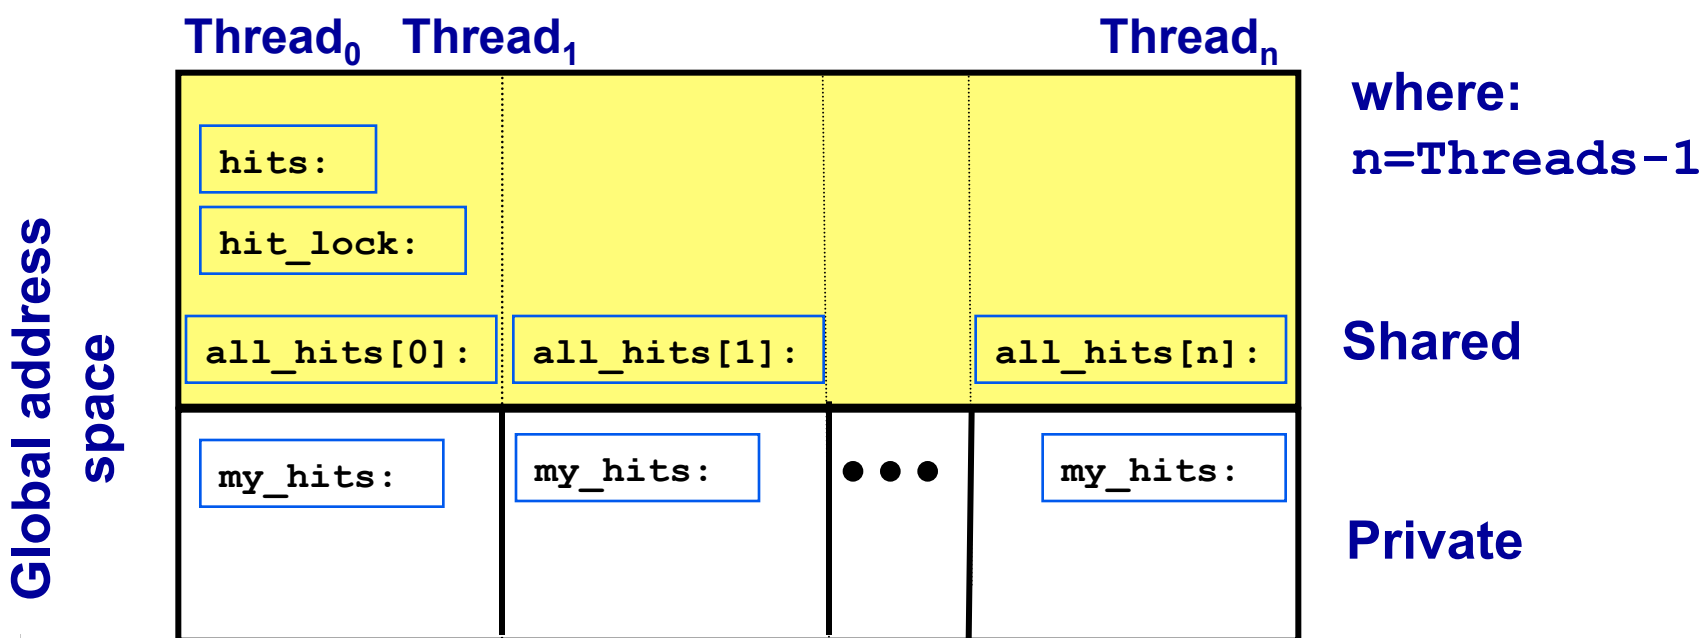 Thread0 Thread1 Threadn
where:
n=Threads-1
hits:
hit_lock:
all_hits[0]: all_hits[1]: all_hits[n]:
Shared
my_hits: my_hits: ••• my_hits:
Private
Global address
space